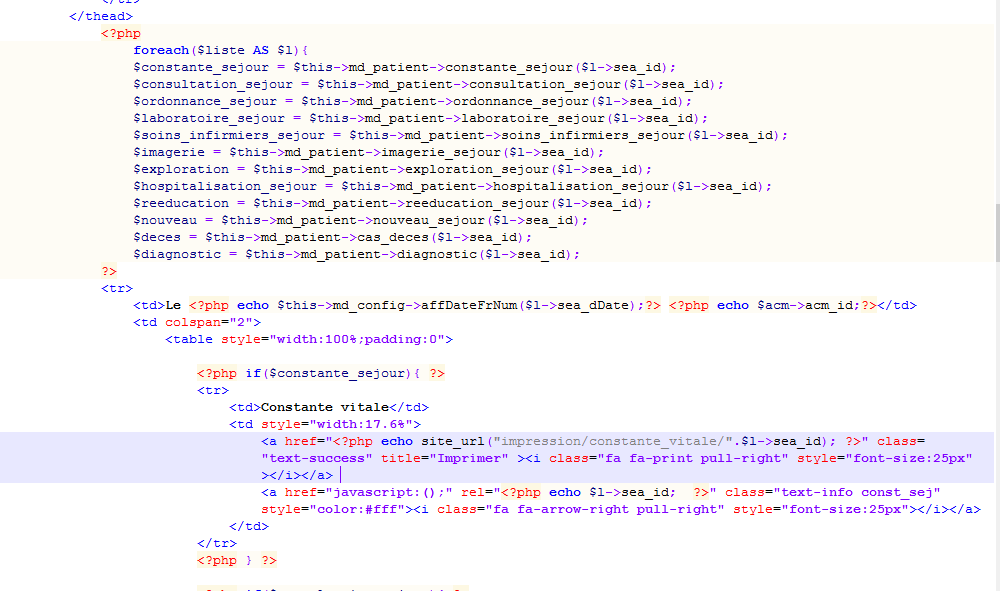 </thead>
<?php
foreach($liste AS $l){
$constante_sejour = $this->md_patient->constante_sejour($l->sea_id);
$consultation_sejour = $this->md_patient->consultation_sejour($l->sea_id);
$ordonnance_sejour = $this->md_patient->ordonnance_sejour($l->sea_id);
$laboratoire_sejour = $this->md_patient->laboratoire_sejour($l->sea_id);
$soins_infirmiers_sejour = $this->md_patient->soins_infirmiers_sejour($l->sea_id);
$imagerie = $this->md_patient->imagerie_sejour($l->sea_id);
$exploration = $this->md_patient->exploration_sejour($l->sea_id);
$hospitalisation_sejour = $this->md_patient->hospitalisation_sejour($l->sea_id);
$reeducation = $this->md_patient->reeducation_sejour($l->sea_id);
$nouveau = $this->md_patient->nouveau_sejour($l->sea_id);
$deces = $this->md_patient->cas_deces($l->sea_id);
$diagnostic = $this->md_patient->diagnostic($l->sea_id);
?>
<tr>
<td>Le <?php echo $this->md_config->affDateFrNum($l->sea_dDate);?> <?php echo $acm->acm_id;?></td>
<td colspan="2">
<table style="width:100%;padding:0">
<?php if($constante_sejour){ ?>
<tr>
<td>Constante vitale</td>
<td style="width:17.6%">
<a href="<?php echo site_url("impression/constante_vitale/".$l->sea_id); ?>" class=
"text-success" title="Imprimer" ><i class="fa fa-print pull-right" style="font-size:25px"
></i></a>
<a href="javascript:();" rel="<?php echo $l->sea_id;  ?>" class="text-info const_sej"
style="color:#fff"><i class="fa fa-arrow-right pull-right" style="font-size:25px"></i></a>
</td>
</tr>
<?php } ?>